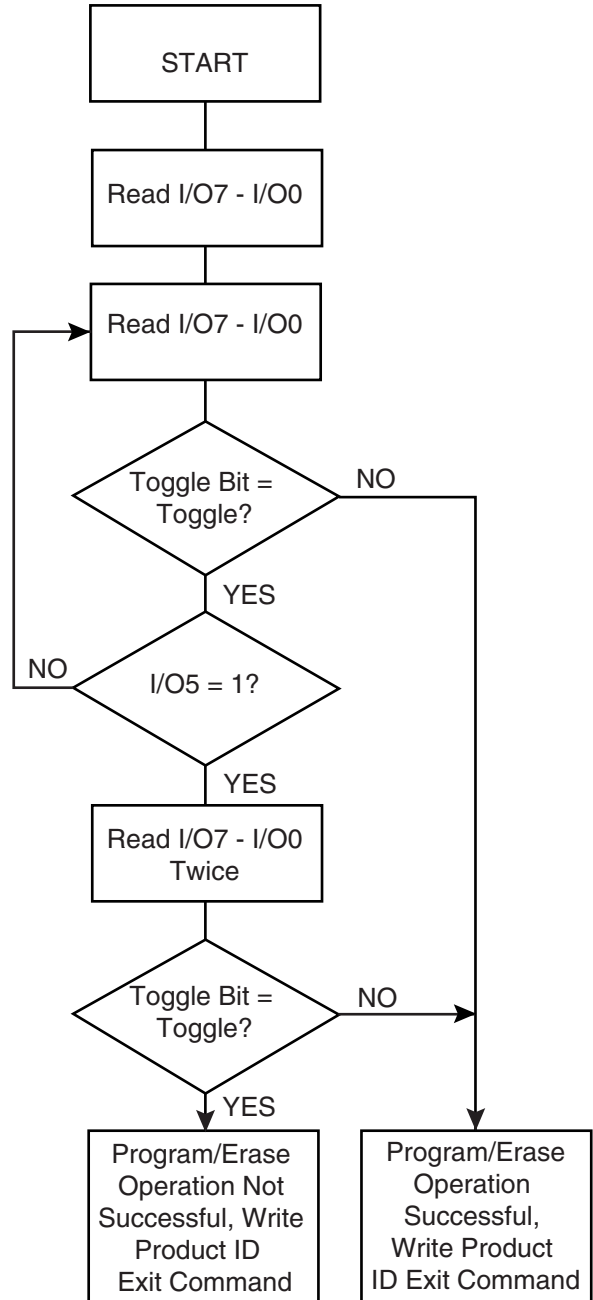 START
Read I/O7 - I/O0
Read I/O7 - I/O0
Toggle Bit =
Toggle?
NO
YES
NO
I/O5 = 1?
YES
Read I/O7 - I/O0
Twice
Toggle Bit =
Toggle?
NO
YES
Program/Erase
Operation Not
Successful, Write
Product ID
Exit Command
Program/Erase
Operation
Successful,
Write Product
ID Exit Command